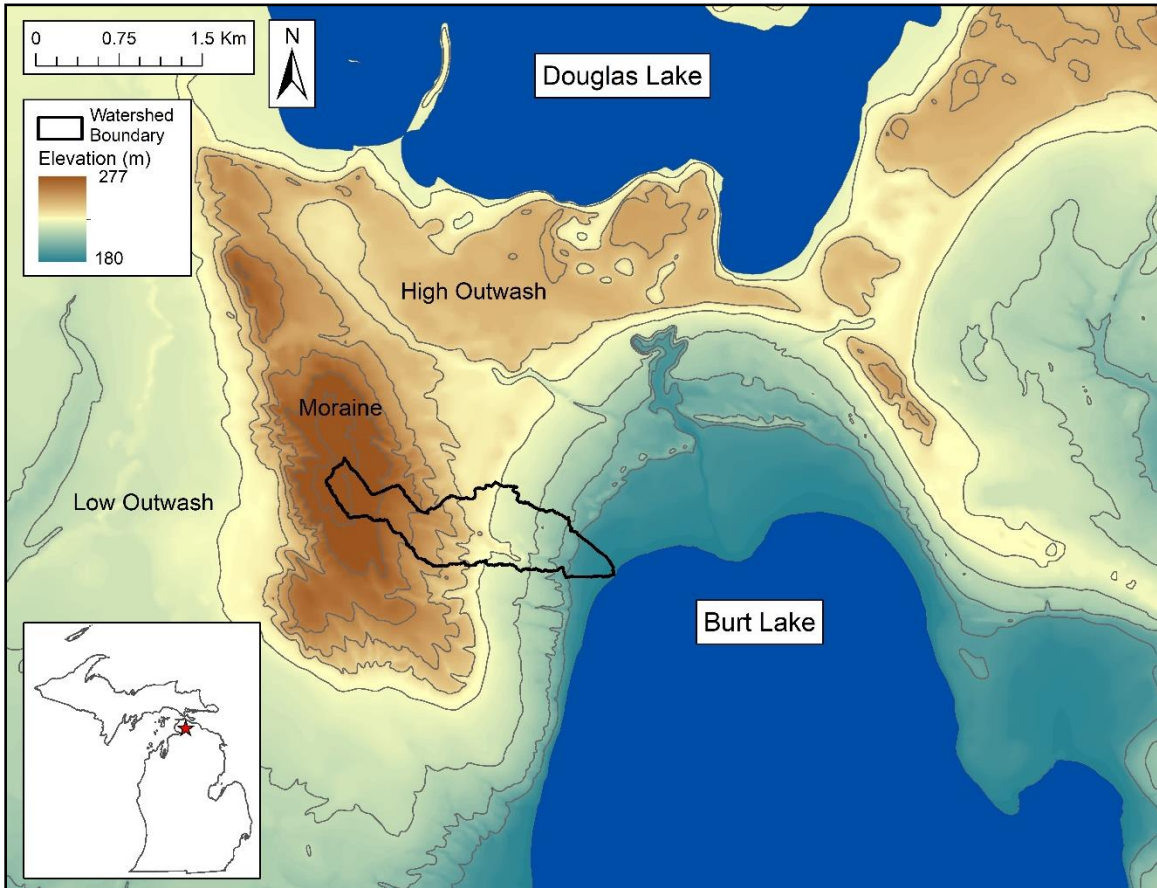 0 0.75 1.5 Km
N
Douglas Lake
Watershed
Boundary
Elevation (m)
277
180
High Outwash
Moraine
Low Outwash
Burt Lake